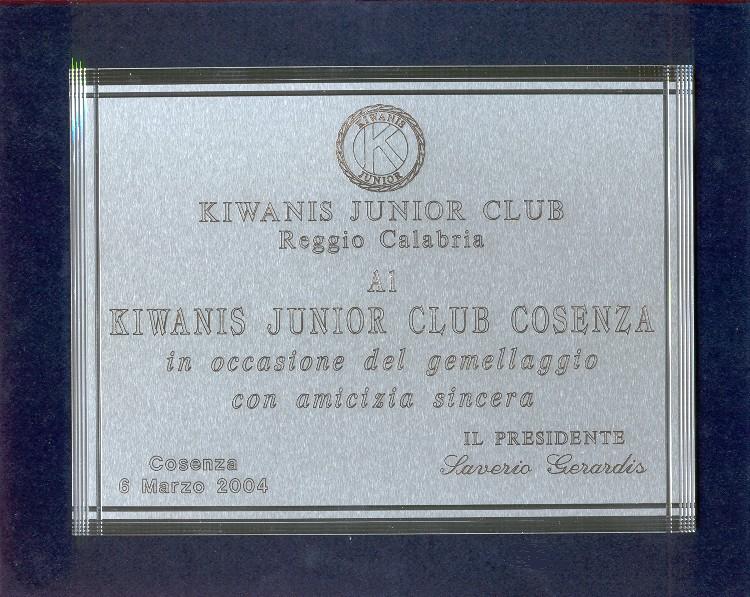 KIWANIS
K
JUNIOR
KIWANIS JUNIOR CLUB
Reggio Calabria
Al
KIWANIS JUNIOR CLUB COSENZA
in occasione del gemellaggio
con amicizia sincera
IL PRESIDENTE
Saverio Gerardis
Cosenza
6 Marzo 2004